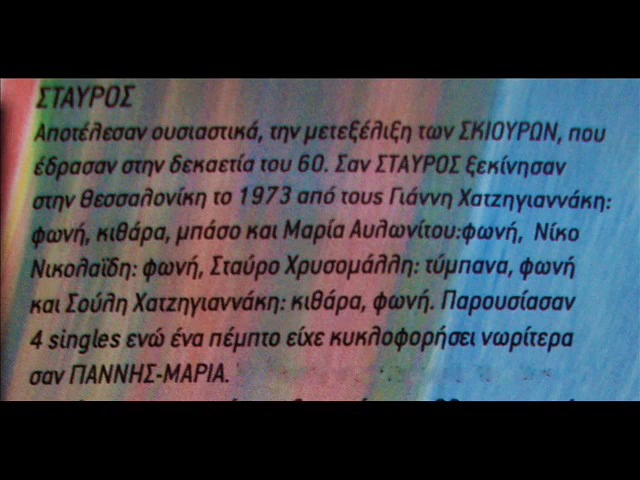 ΣΤΑΥΡΟΣ
Αποτέλεσαν ουσιαστικά, την μετεξέλιξη των ΣΚΙΟΥΡΩΝ, που
έδρασαν στην δεκαετία του 60. Σαν ΣΤΑΥΡΟΣ ξεκίνησαν
στην Θεσσαλονίκη το 1973 από τους Γιάννη Χατζηγιαννάκη:
φωνή, κιθάρα, μπάσο και Μαρία Αυλωνίτου:φωνή, Νίκο
Νικολαϊδη: φωνή, Σταύρο Χρυσομάλλη: τύμπανα, φωνή
και Σούλη Χατζηγιαννάκη: κιθάρα, φωνή. Παρουσίασαν
4 singles ενώ ένα πέμπτο είχε κυκλοφορήσει νωρίτερα
σαν ΓΙΑΝΝΗΣ-ΜΑΡΙΑ.